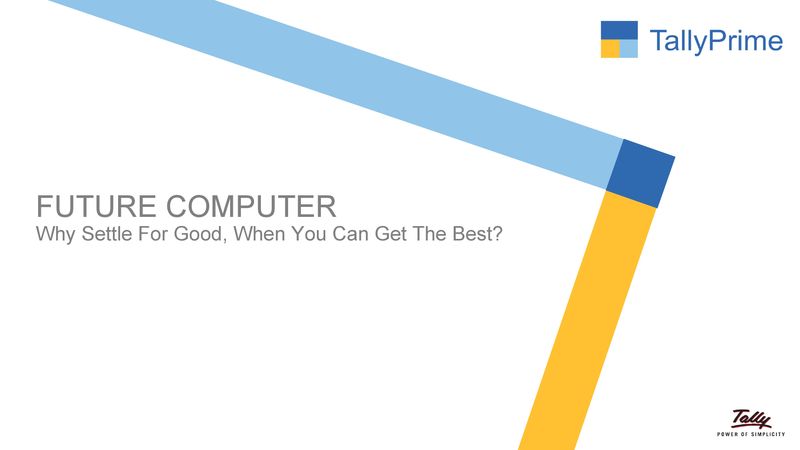 TallyPrime
FUTURE COMPUTER
Why Settle For Good, When You Can Get The Best?
Tally
POWER OF SIMPLICITY